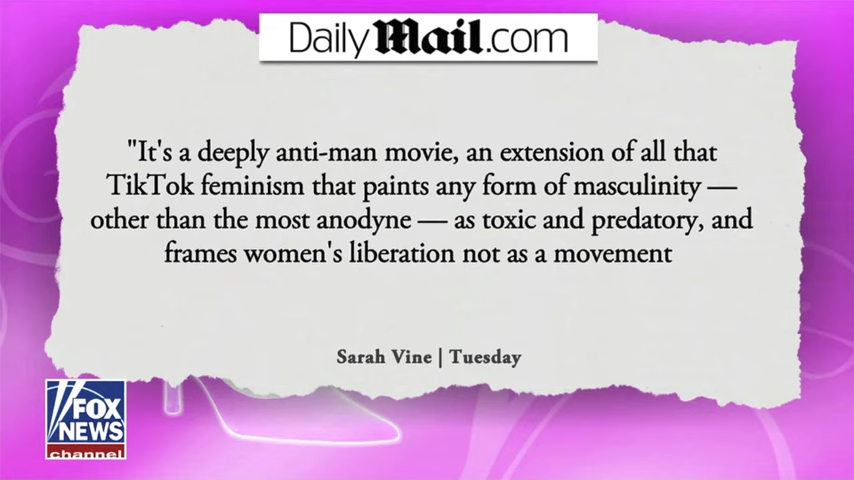 DailyMail.com
"It's a deeply anti-man movie, an extension of all that
TikTok feminism that paints any form of masculinity —
other than the most anodyne — as toxic and predatory, and
frames women's liberation not as a movement
Sarah Vine | Tuesday
FOX
NEWS
channel